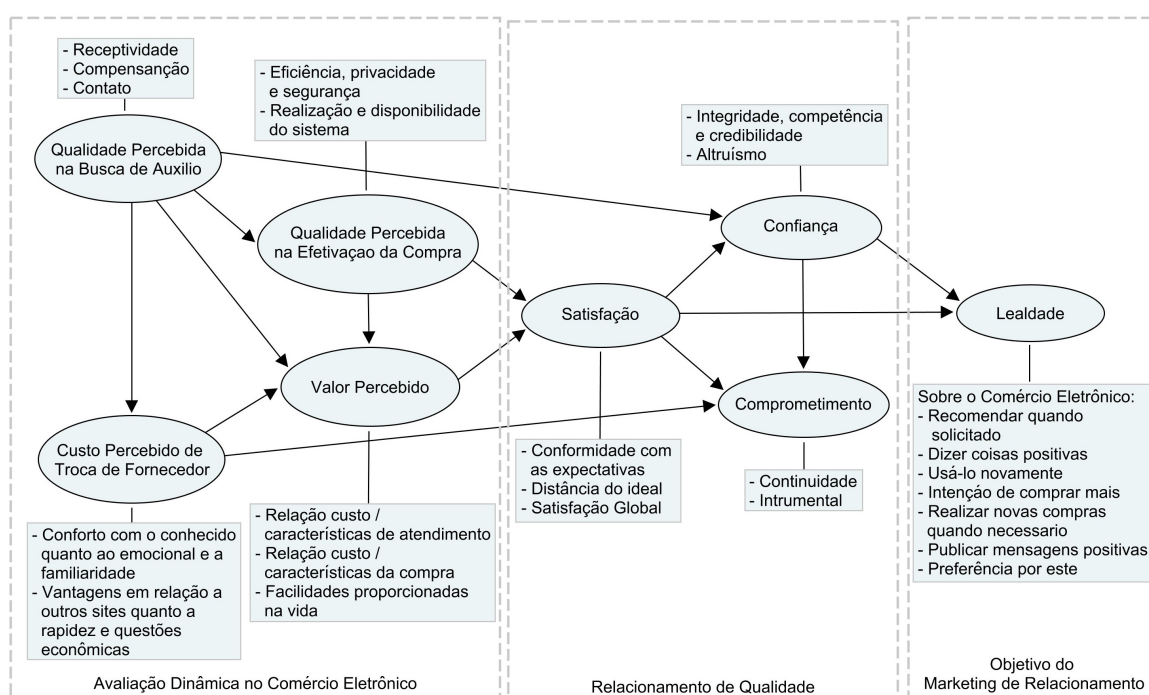 - Receptividade
- Compensanção
- Contato
Qualidade Percebida
na Busca de Auxilio
- Eficiência, privacidade
e segurança
- Realização e disponibilidade
do sistema
Qualidade Percebida
na Efetivaçao da Compra
Valor Percebido
Custo Percebido de
Troca de Fornecedor
- Conforto com o conhecido
quanto ao emocional e a
familiaridade
- Vantagens em relação a
outros sites quanto a
rapidez e questões
econômicas
- Relação custo /
características de atendimento
- Relação custo /
características da compra
- Facilidades proporcionadas
na vida
Avaliação Dinâmica no Comércio Eletrônico
- Integridade, competência
e credibilidade
- Altruísmo
Confiança
Satisfação
Comprometimento
- Conformidade com
as expectativas
- Distância do ideal
- Satisfação Global
- Continuidade
- Intrumental
Relacionamento de Qualidade
Lealdade
Sobre o Comércio Eletrônico:
- Recomendar quando
solicitado
- Dizer coisas positivas
- Usá-lo novamente
- Intenção de comprar mais
- Realizar novas compras
quando necessario
- Publicar mensagens positivas
- Preferência por este
Objetivo do
Marketing de Relacionamento